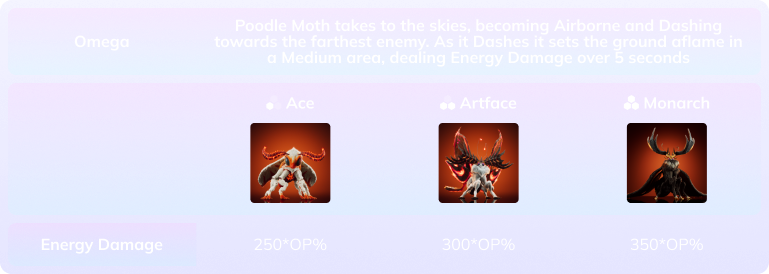 Omega
Poodle Moth takes to the skies, becoming Airborne and Dashing
towards the farthest enemy. As it Dashes it sets the ground aflame in
a Medium area, dealing Energy Damage over 5 seconds
Ace Artface Monarch
Energy Damage 250*OP% 300*OP% 350*OP%